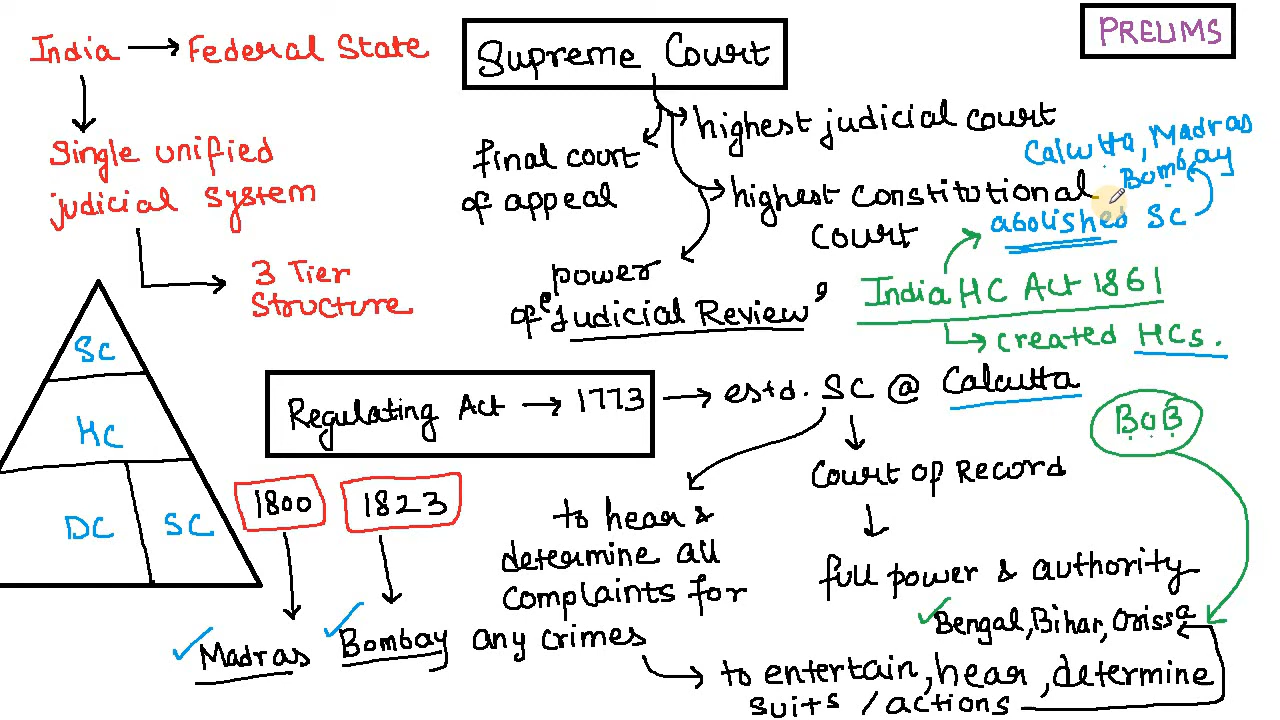 PRELIMS
India → Federal State
Single unified
judicial system
3 Tier
Structure
SC
HC
DC
SC
Supreme Court
highest judicial court
final court
of appeal
highest constitutional
court
power
of "Judicial Review"
Calcutta, Madras
Bombay
abolished SC
India HC Act 1861
created HCs.
Regulating Act → 1773 → estd. SC @ Calcutta
1800
1823
Madras
Bombay
Court of Record
full power & authority
to hear &
determine all
complaints for
any crimes
BOB
Bengal, Bihar, Orissa
to entertain, hear, determine
suits / actions